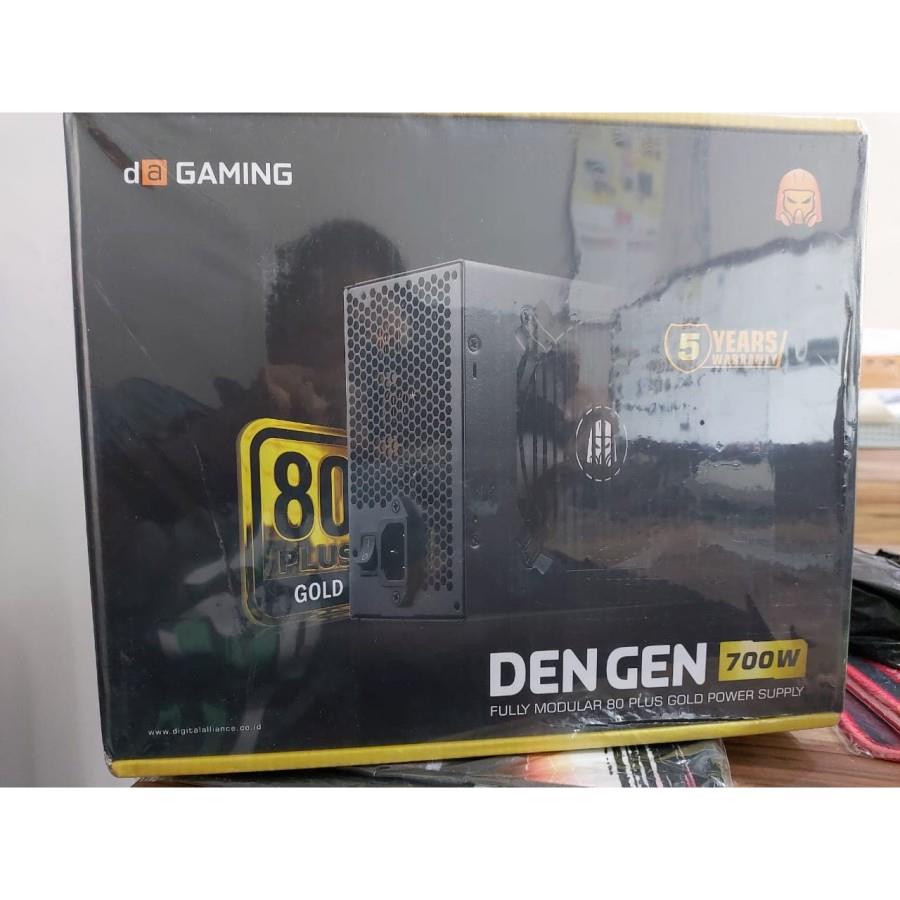 da GAMING
5 YEARS/
WARRANTY
80
PLUS
GOLD
DEN GEN 700W
FULLY MODULAR 80 PLUS GOLD POWER SUPPLY
www.digitalalliance.co.id